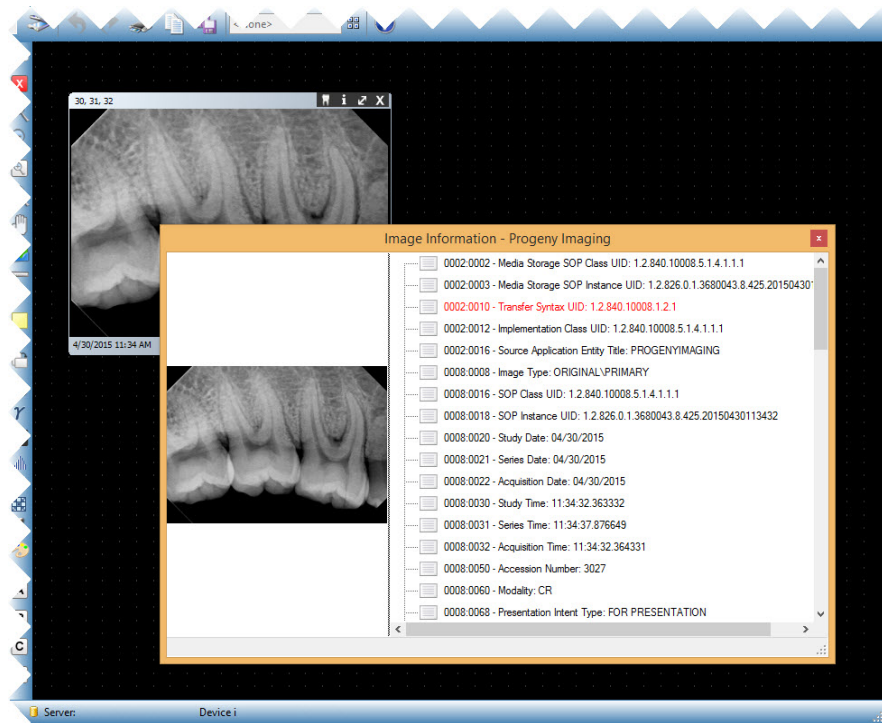 < .one>
30, 31, 32
i
X
4/30/2015 11:34 AM
Image Information - Progeny Imaging
x
0002:0002 - Media Storage SOP Class UID: 1.2.840.10008.5.1.4.1.1.1
0002:0003 - Media Storage SOP Instance UID: 1.2.826.0.1.3680043.8.425.20150430
0002:0010 - Transfer Syntax UID: 1.2.840.10008.1.2.1
0002:0012 - Implementation Class UID: 1.2.840.10008.5.1.4.1.1.1
0002:0016 - Source Application Entity Title: PROGENYIMAGING
0008:0008 - Image Type: ORIGINAL\PRIMARY
0008:0016 - SOP Class UID: 1.2.840.10008.5.1.4.1.1.1
0008:0018 - SOP Instance UID: 1.2.826.0.1.3680043.8.425.20150430113432
0008:0020 - Study Date: 04/30/2015
0008:0021 - Series Date: 04/30/2015
0008:0022 - Acquisition Date: 04/30/2015
0008:0030 - Study Time: 11:34:32.363332
0008:0031 - Series Time: 11:34:37.876649
0008:0032 - Acquisition Time: 11:34:32.364331
0008:0050 - Accession Number: 3027
0008:0060 - Modality: CR
0008:0068 - Presentation Intent Type: FOR PRESENTATION
C
Server:
Device i